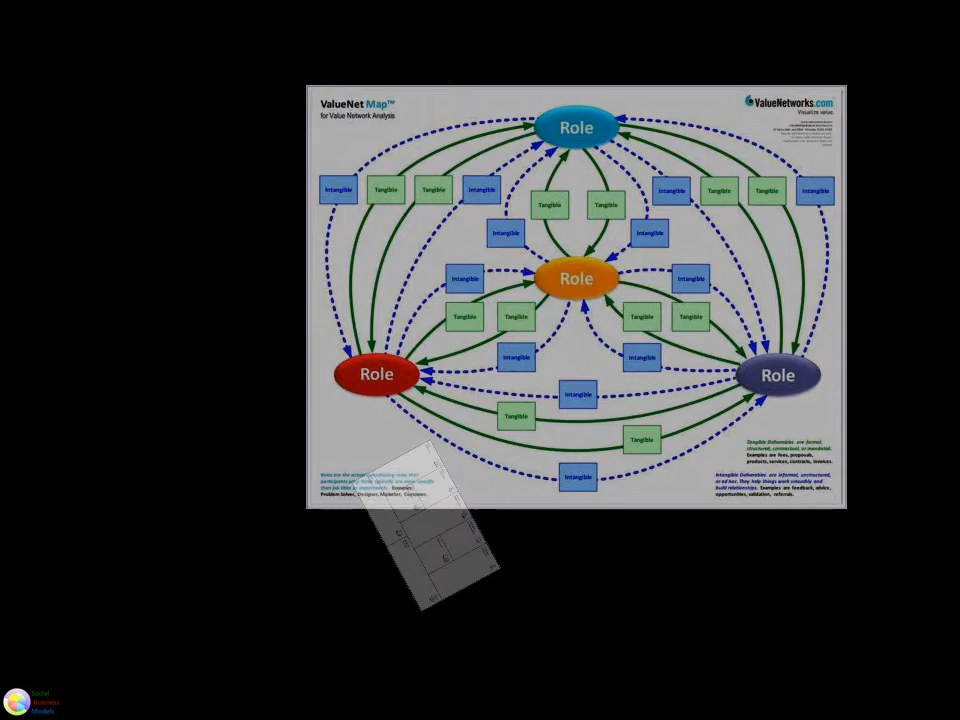 ValueNet Map™
for Value Network Analysis
ValueNetworks.com
Visualize value.
Role
Intangible
Tangible
Tangible
Intangible
Intangible
Tangible
Tangible
Intangible
Tangible
Tangible
Intangible
Intangible
Role
Intangible
Intangible
Tangible
Tangible
Tangible
Tangible
Intangible
Intangible
Role
Role
Intangible
Tangible
Tangible
Intangible
Tangible Deliverables are formal,
structured, contractual, or mandated.
Examples are fees, proposals,
products, services, contracts, invoices.
Intangible Deliverables are informal, unstructured,
or ad hoc. They help things work smoothly and
build relationships. Examples are feedback, advice,
opportunities, validation, referrals.
Problem Solver, Designer, Marketer, Customer.
Social
Business
Models